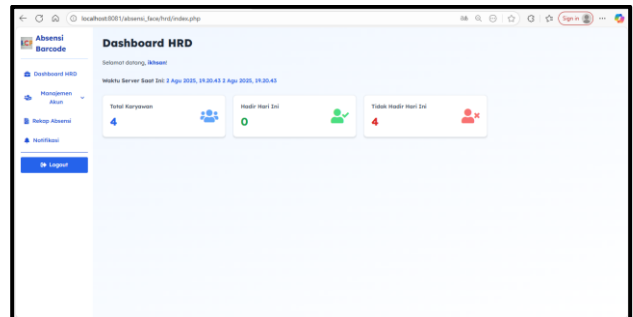 localhost:8081/absensi_face/hrd/index.php
Sign in
Absensi
Barcode
Dashboard HRD
Manajemen
Akun
Rekap Absensi
Notifikasi
Logout
Dashboard HRD
Selamat datang, ikhsan!
Waktu Server Saat Ini: 2 Agu 2025, 19.20.43 2 Agu 2025, 19.20.43
Total Karyawan
4
Hadir Hari Ini
0
Tidak Hadir Hari Ini
4